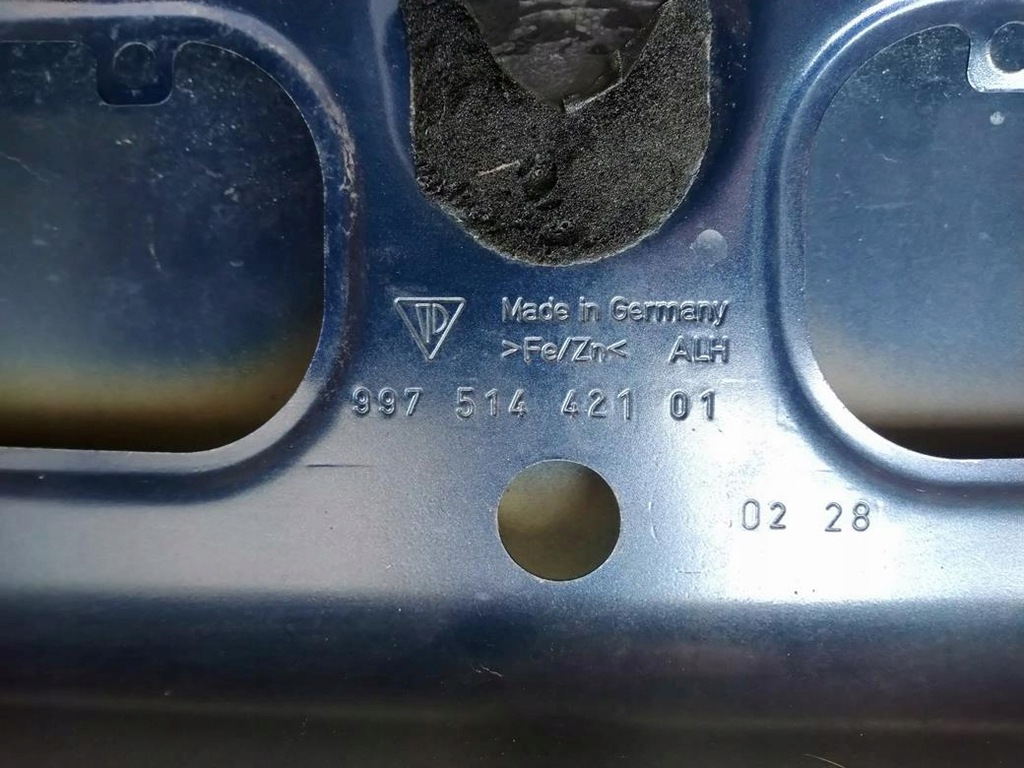 Made in Germany
>Fe/Zn< ALH
997 514 421 01
02 28